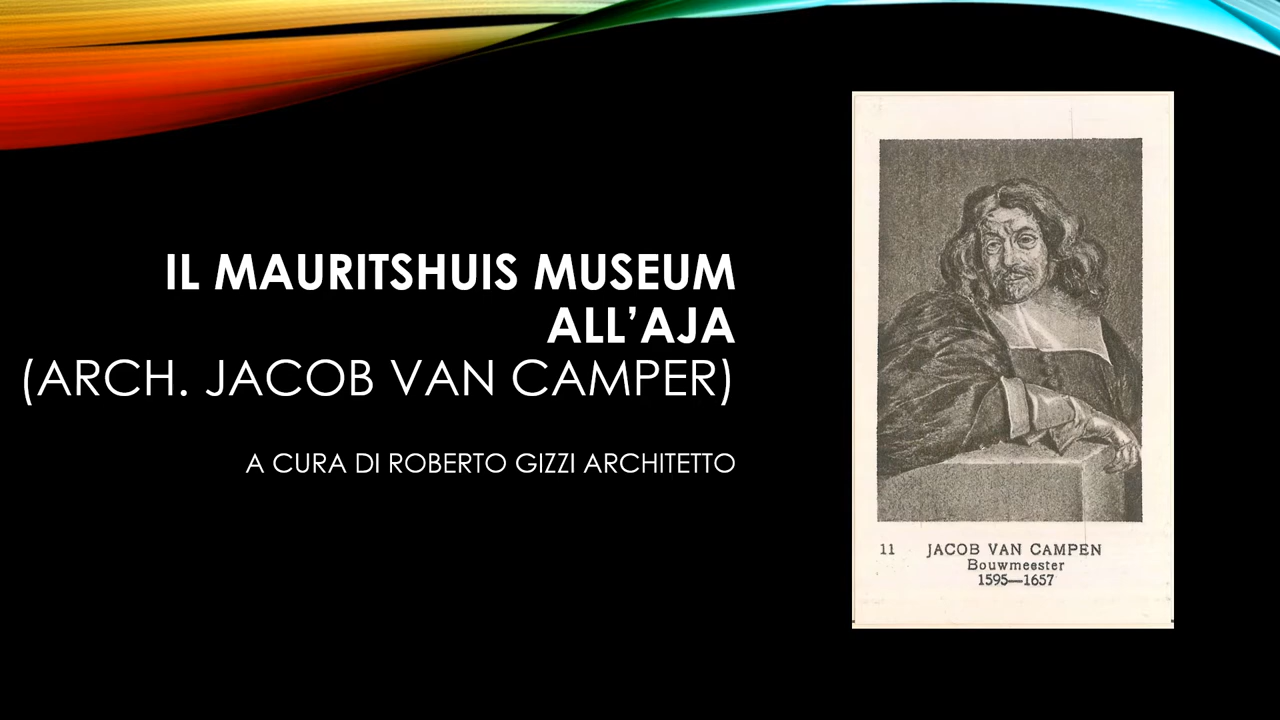 IL MAURITSHUIS MUSEUM
ALL’AJA
(ARCH. JACOB VAN CAMPER)
A CURA DI ROBERTO GIZZI ARCHITETTO
11 JACOB VAN CAMPEN
Bouwmeester
1595—1657